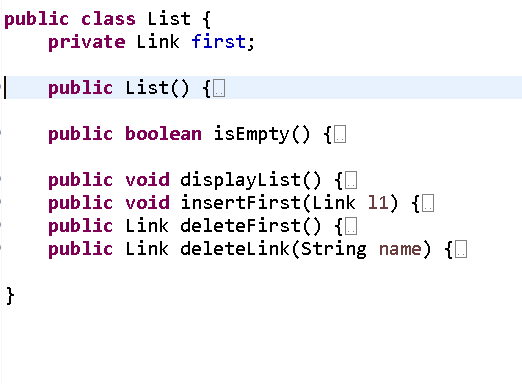 public class List {
    private Link first;
    public List() {
    public boolean isEmpty() {
    public void displayList() {
    public void insertFirst(Link l1) {
    public Link deleteFirst() {
    public Link deleteLink(String name) {
}